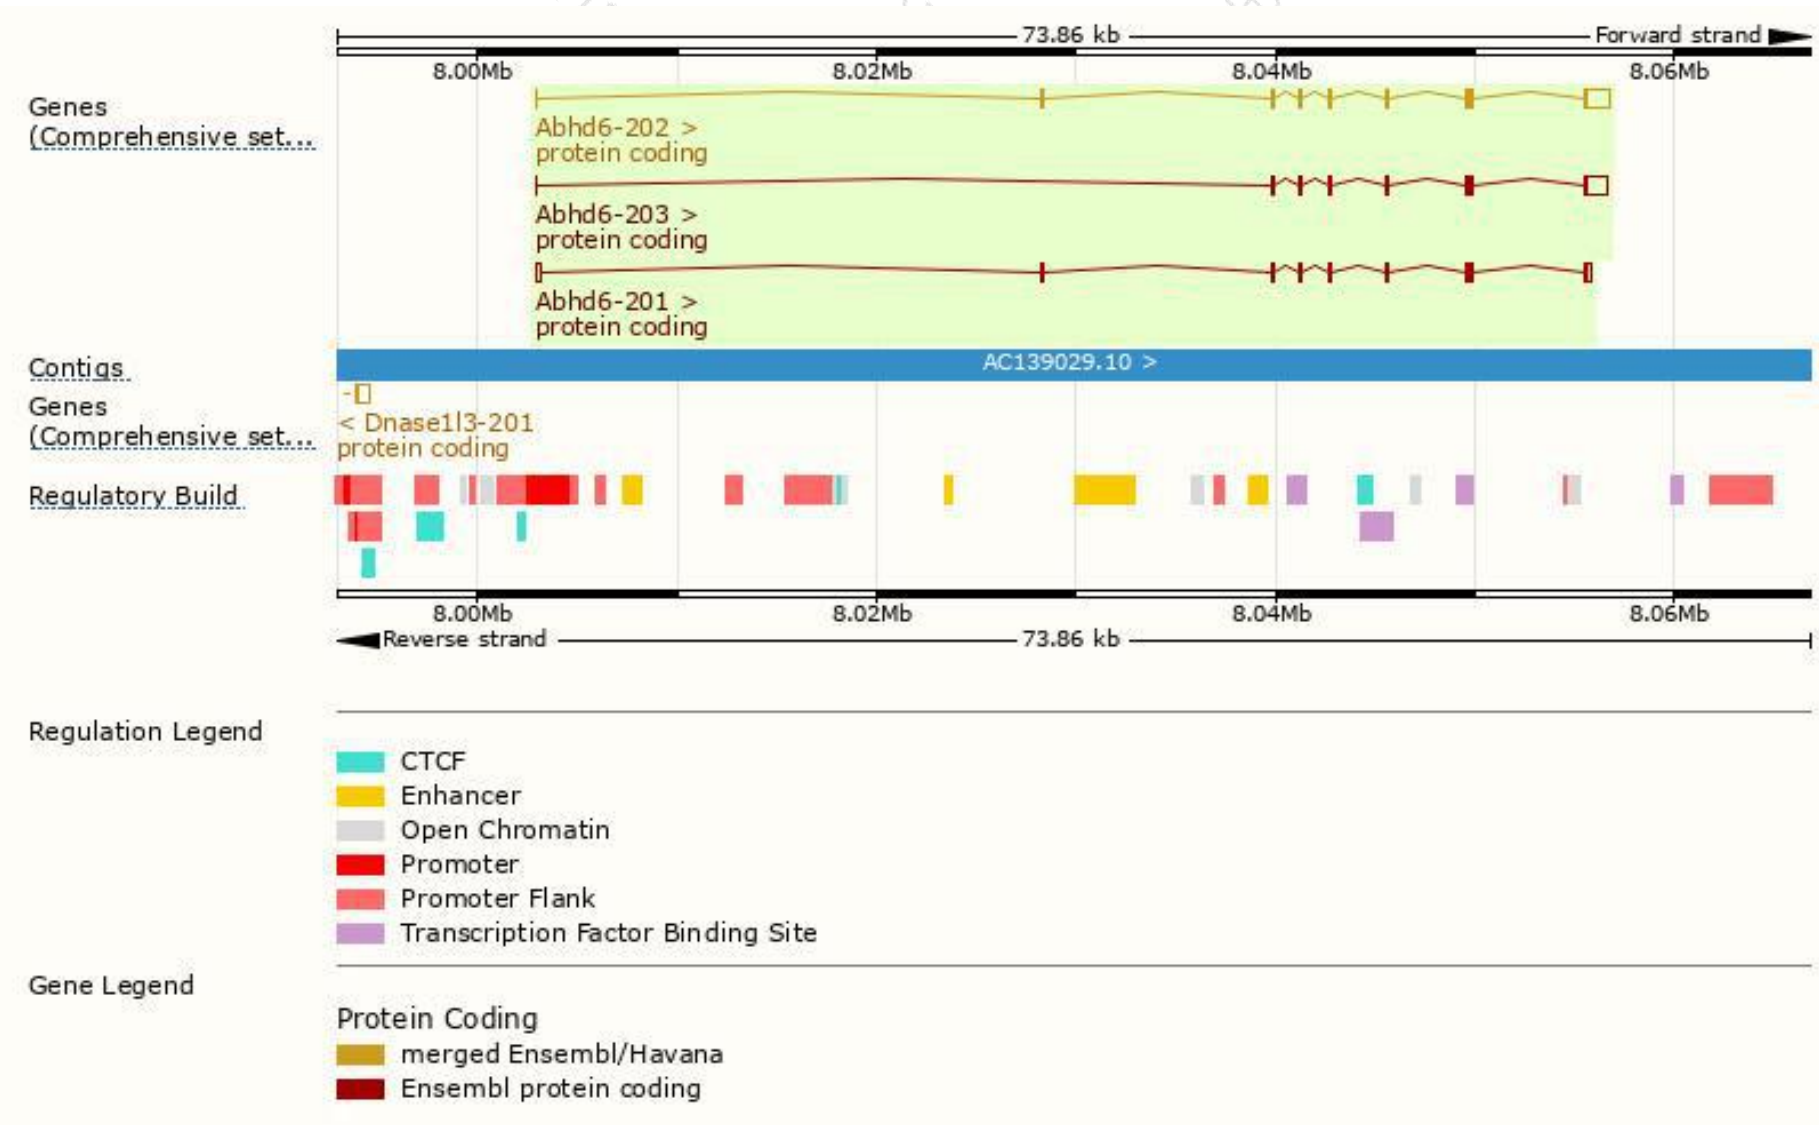 73.86 kb
Forward strand
8.00Mb 8.02Mb 8.04Mb 8.06Mb
Genes
(Comprehensive set...
Abhd6-202 >
protein coding
Abhd6-203 >
protein coding
Abhd6-201 >
protein coding
Contigs
AC139029.10 >
Genes
(Comprehensive set...
< Dnase1l3-201
protein coding
Regulatory Build
8.00Mb 8.02Mb 8.04Mb 8.06Mb
Reverse strand
73.86 kb
Regulation Legend
CTCF
Enhancer
Open Chromatin
Promoter
Promoter Flank
Transcription Factor Binding Site
Gene Legend
Protein Coding
merged Ensembl/Havana
Ensembl protein coding